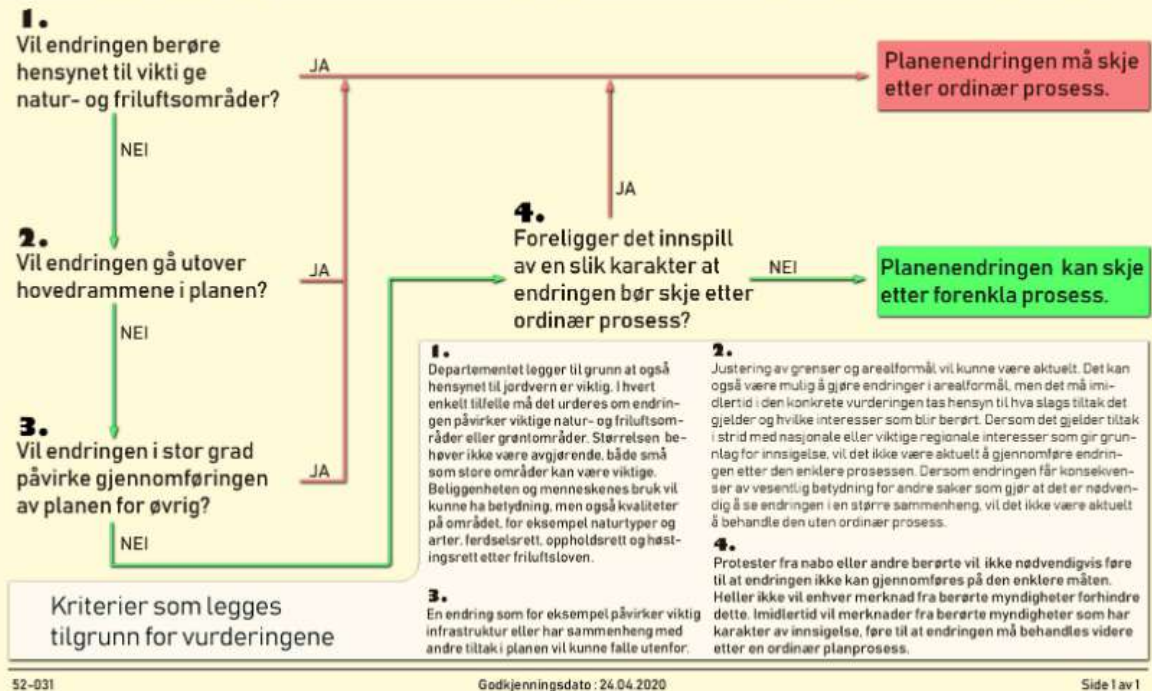 1.
Vil endringen berøre
hensynet til vikti ge
natur- og friluftsområder?
JA
Planenendringen må skje
etter ordinær prosess.
NEI
JA
2.
Vil endringen gå utover
hovedrammene i planen?
JA
4.
Foreligger det innspill
av en slik karakter at
endringen bør skje etter
ordinær prosess?
NEI
Planenendringen kan skje
etter forenkla prosess.
NEI
3.
Vil endringen i stor grad
påvirke gjennomføringen
av planen for øvrig?
JA
NEI
Kriterier som legges
tilgrunn for vurderingene
1.
Departementet legger til grunn at også
hensynet til jordvern er viktig. I hvert
enkelt tilfelle må det urderes om endrin-
gen påvirker viktige natur- og friluftsom-
råder eller grøntområder. Størrelsen be-
høver ikke være avgjørende, både små
som store områder kan være viktige.
Beliggenheten og menneskenes bruk vil
kunne ha betydning, men også kvaliteter
på området, for eksempel naturtyper og
arter, ferdselsrett, oppholdsrett og høst-
ingsrett etter friluftsloven.
3.
En endring som for eksempel påvirker viktig
infrastruktur eller har sammenheng med
andre tiltak i planen vil kunne falle utenfor.
2.
Justering av grenser og arealformål vil kunne være aktuelt. Det kan
også være mulig å gjøre endringer i arealformål, men det må imi-
dlertid i den konkrete vurderingen tas hensyn til hva slags tiltak det
gjelder og hvilke interesser som blir berørt. Dersom det gjelder tiltak
i strid med nasjonale eller viktige regionale interesser som gir grun-
nlag for innsigelse, vil det ikke være aktuelt å gjennomføre endrin-
gen etter den enklere prosessen. Dersom endringen får konsekven-
ser av vesentlig betydning for andre saker som gjør at det er nødven-
dig å se endringen i en større sammenheng, vil det ikke være aktuelt
å behandle den uten ordinær prosess.
4.
Protester fra nabo eller andre berørte vil ikke nødvendigvis føre
til at endringen ikke kan gjennomføres på den enklere måten.
Heller ikke vil enhver merknad fra berørte myndigheter forhindre
dette. Imidlertid vil merknader fra berørte myndigheter som har
karakter av innsigelse, føre til at endringen må behandles videre
etter en ordinær planprosess.
52-031
Godkjenningsdato: 24.04.2020
Side 1 av 1